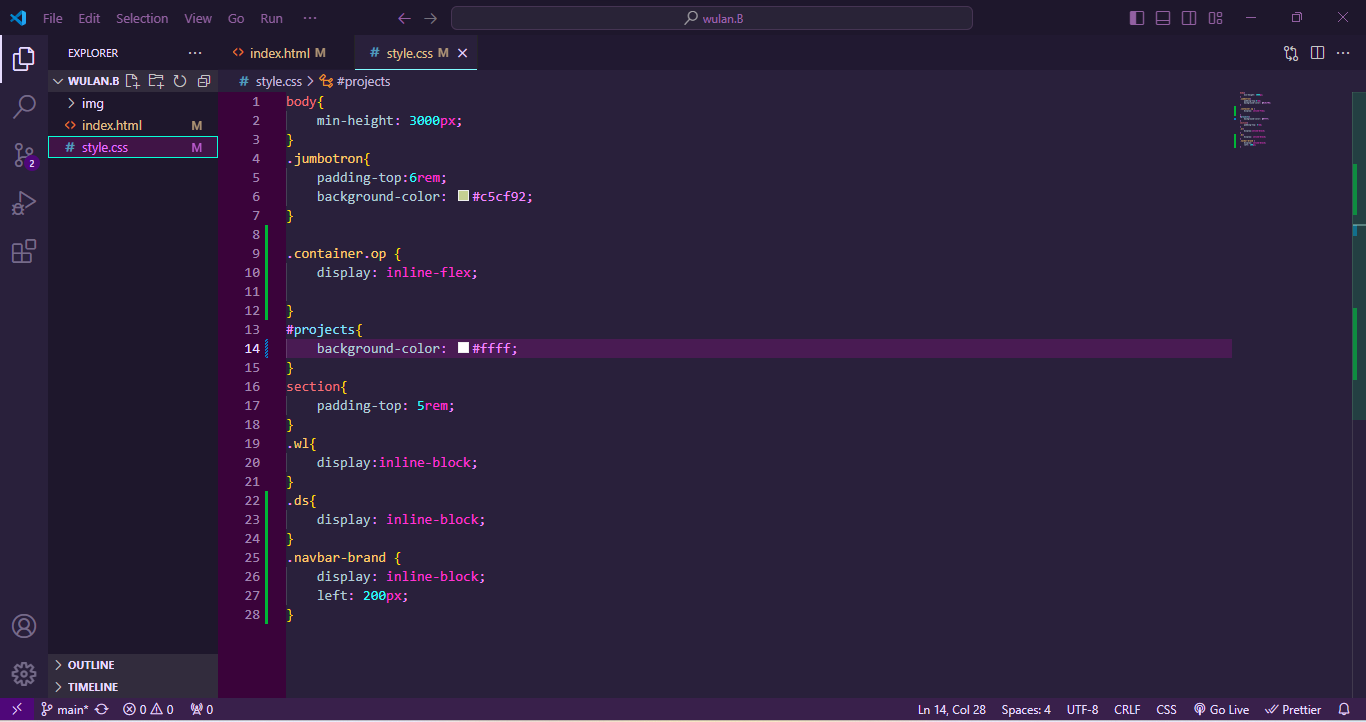 File Edit Selection View Go Run ···
wulan.B
EXPLORER ···
index.html M
# style.css M
WULAN.B
# style.css > #projects
img
index.html M
# style.css M
1 body{
2 min-height: 3000px;
3 }
4 .jumbotron{
5 padding-top:6rem;
6 background-color: #c5cf92;
7 }
8
9 .container.op {
10 display: inline-flex;
11
12 }
13 #projects{
14 background-color: #ffff;
15 }
16 section{
17 padding-top: 5rem;
18 }
19 .wl{
20 display:inline-block;
21 }
22 .ds{
23 display: inline-block;
24 }
25 .navbar-brand {
26 display: inline-block;
27 left: 200px;
28 }
2
OUTLINE
TIMELINE
main* 0 0 0 Ln 14, Col 28 Spaces: 4 UTF-8 CRLF CSS Go Live Prettier